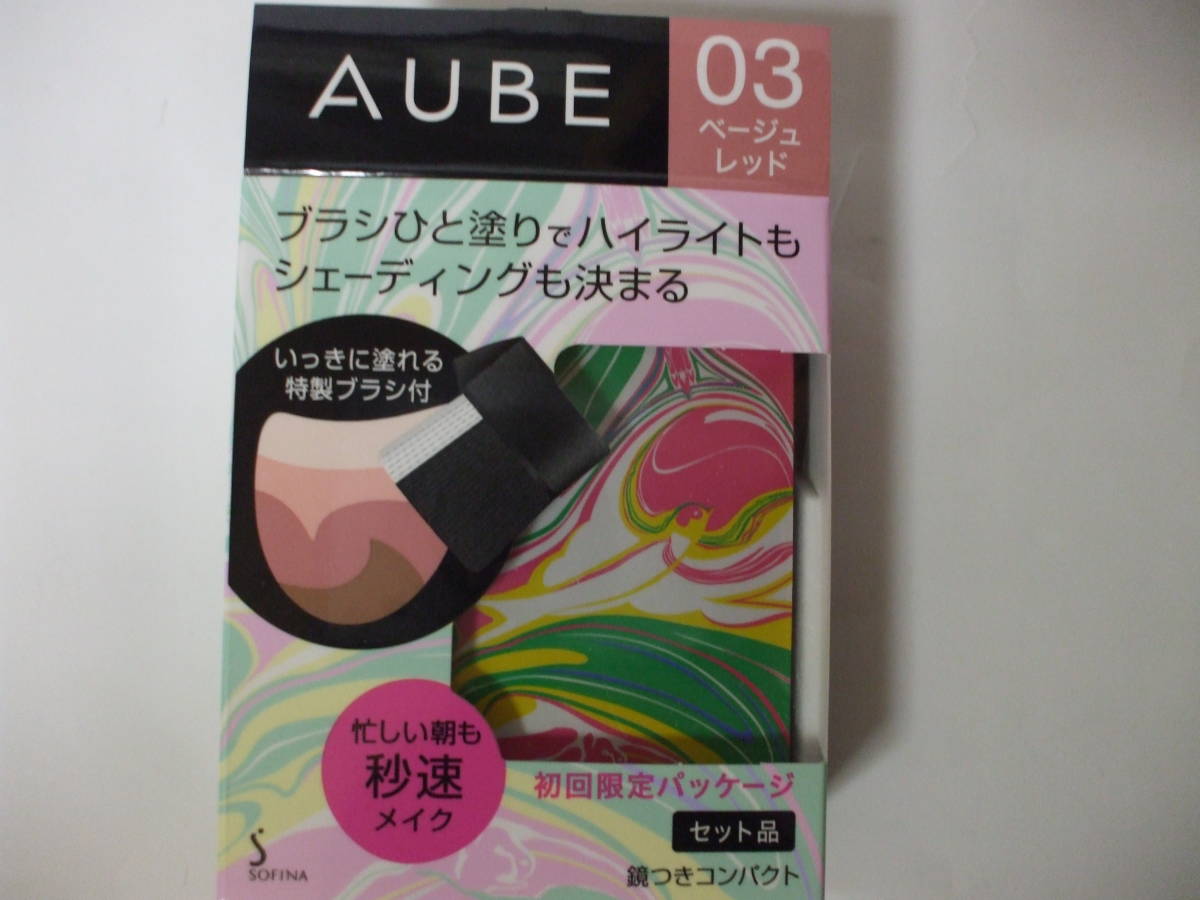 AUBE
03
ベージュ
レッド
ブラシひと塗りでハイライトも
シェーディングも決まる
いっきに塗れる
特製ブラシ付
忙しい朝も
秒速
メイク
初回限定パッケージ
セット品
鏡つきコンパクト
SOFINA